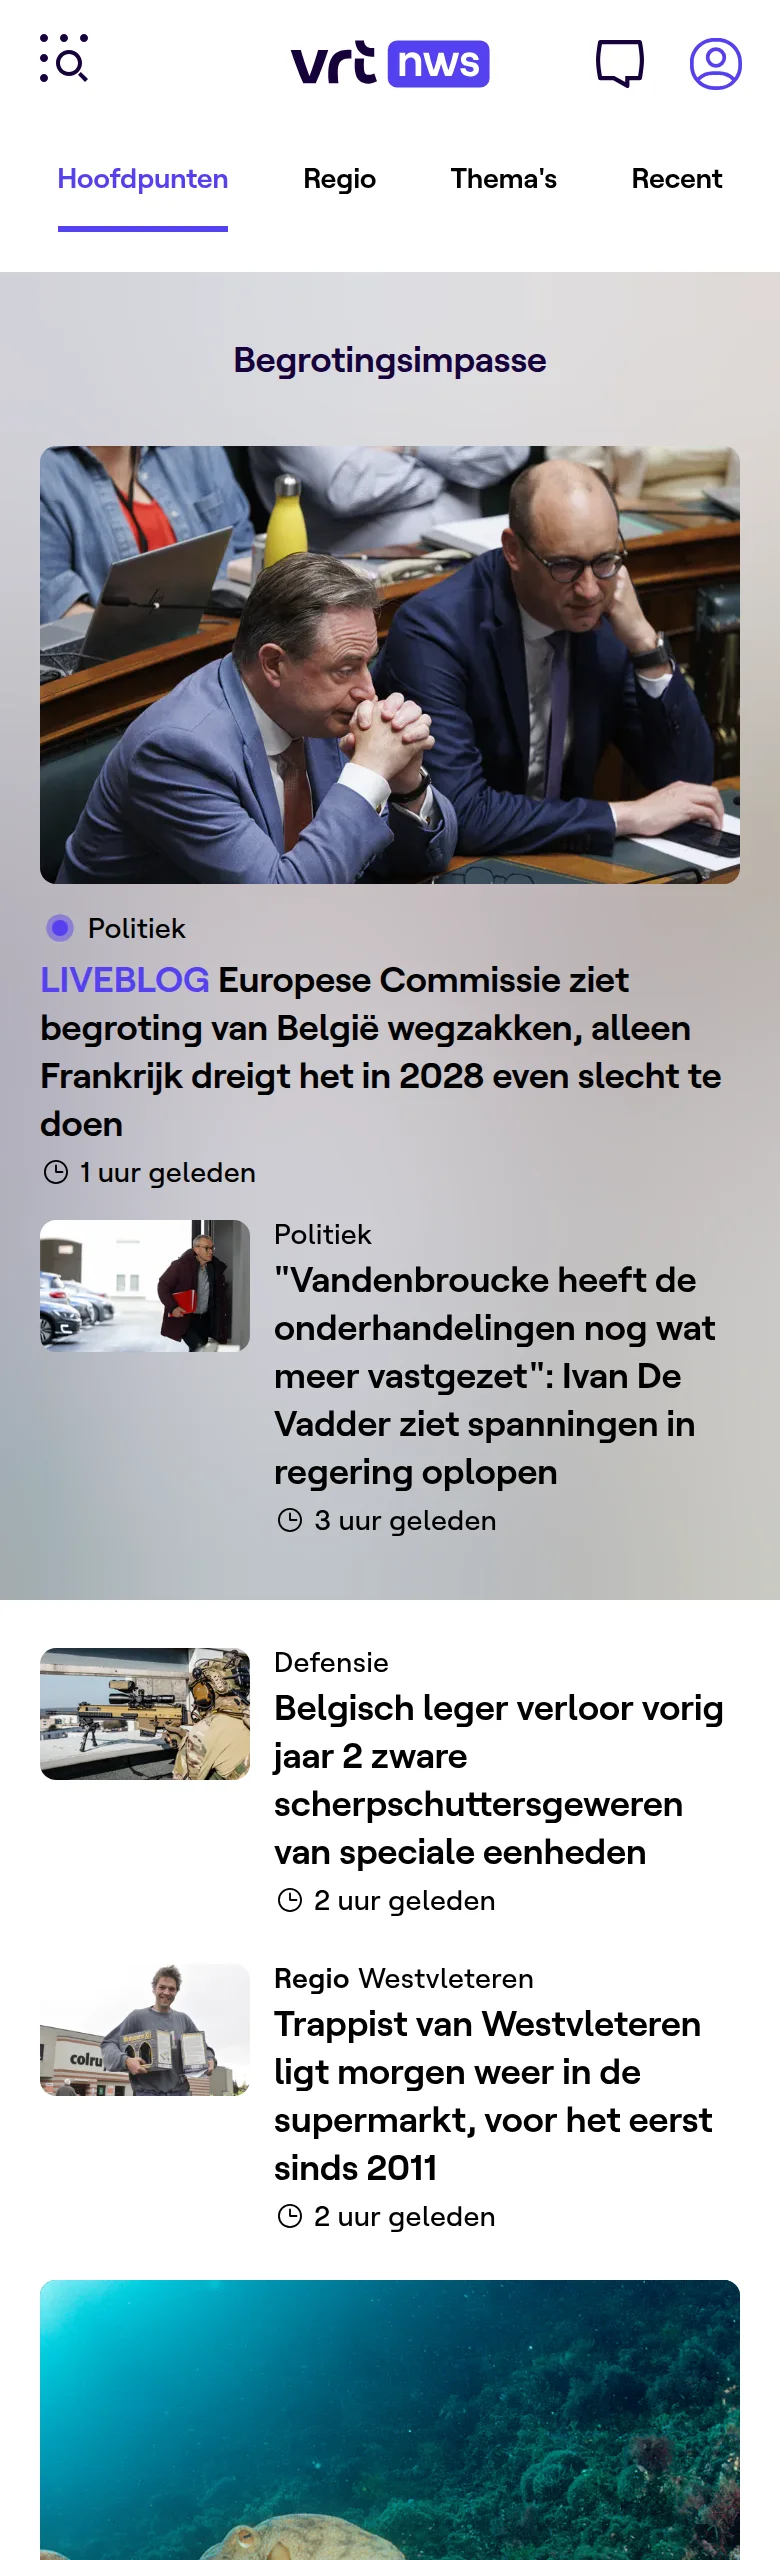 vrt nws
Hoofdpunten Regio Thema's Recent
Begrotingsimpasse
Politiek
LIVEBLOG Europese Commissie ziet
begroting van België wegzakken, alleen
Frankrijk dreigt het in 2028 even slecht te
doen
1 uur geleden
Politiek
"Vandenbroucke heeft de
onderhandelingen nog wat
meer vastgezet": Ivan De
Vadder ziet spanningen in
regering oplopen
3 uur geleden
Defensie
Belgisch leger verloor vorig
jaar 2 zware
scherpschuttersgeweren
van speciale eenheden
2 uur geleden
colru
Regio Westvleteren
Trappist van Westvleteren
ligt morgen weer in de
supermarkt, voor het eerst
sinds 2011
2 uur geleden